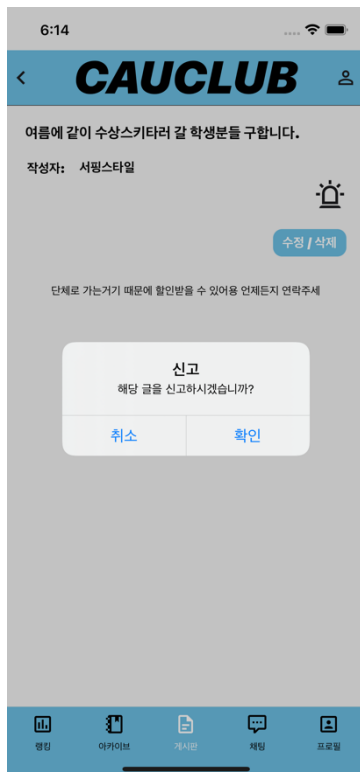 6:14
CAUCLUB
여름에 같이 수상스키타러 갈 학생분들 구합니다.
작성자: 서핑스타일
수정 / 삭제
단체로 가는거기 때문에 할인받을 수 있어용 언제든지 연락주세
신고
해당 글을 신고하시겠습니까?
취소 확인
랭킹 아카이브 게시판 채팅 프로필